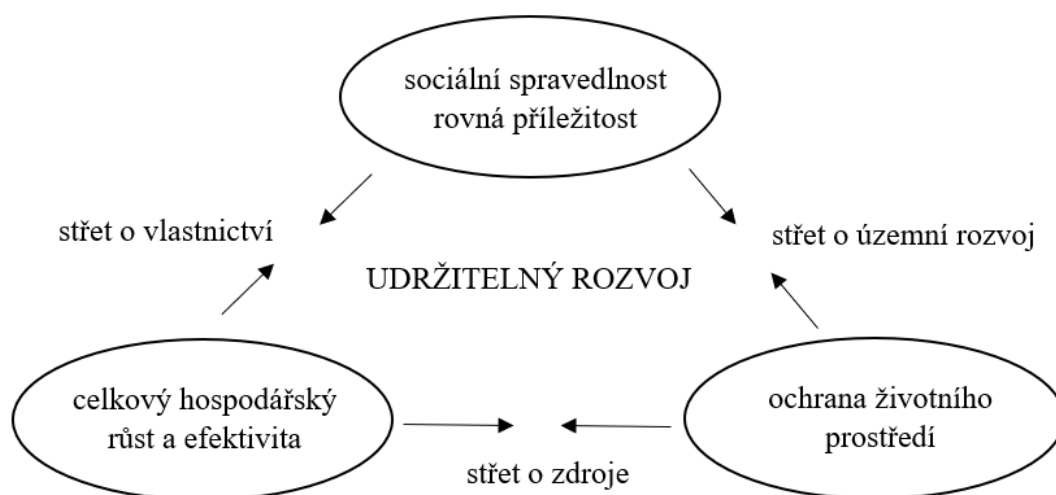 sociální spravedlnost
rovná příležitost
střet o vlastnictví
střet o územní rozvoj
UDRŽITELNÝ ROZVOJ
celkový hospodářský
růst a efektivita
ochrana životního
prostředí
střet o zdroje